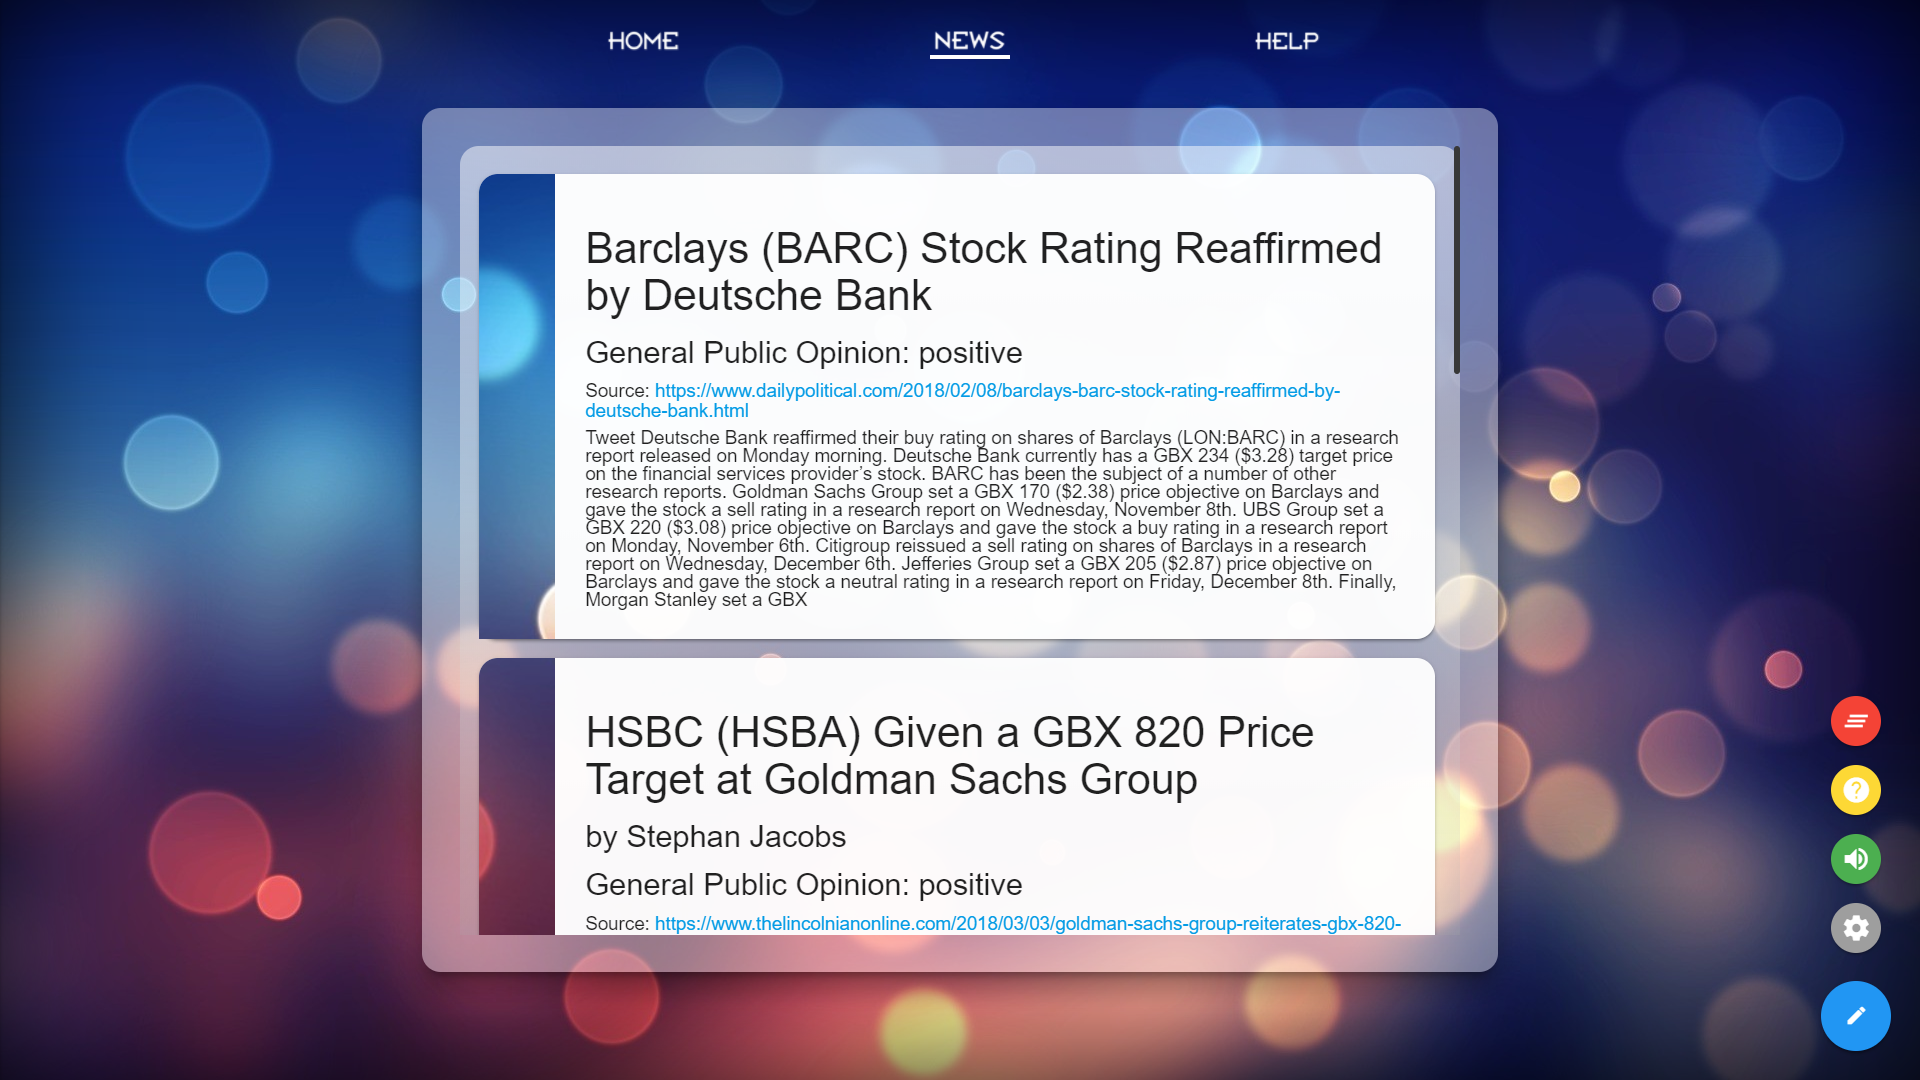 HOME
NEWS
HELP
Barclays (BARC) Stock Rating Reaffirmed
by Deutsche Bank
General Public Opinion: positive
Source: https://www.dailypolitical.com/2018/02/08/barclays-barc-stock-rating-reaffirmed-by-
deutsche-bank.html
Tweet Deutsche Bank reaffirmed their buy rating on shares of Barclays (LON:BARC) in a research
report released on Monday morning. Deutsche Bank currently has a GBX 234 ($3.28) target price
on the financial services provider’s stock. BARC has been the subject of a number of other
research reports. Goldman Sachs Group set a GBX 170 ($2.38) price objective on Barclays and
gave the stock a sell rating in a research report on Wednesday, November 8th. UBS Group set a
GBX 220 ($3.08) price objective on Barclays and gave the stock a buy rating in a research report
on Monday, November 6th. Citigroup reissued a sell rating on shares of Barclays in a research
report on Wednesday, December 6th. Jefferies Group set a GBX 205 ($2.87) price objective on
Barclays and gave the stock a neutral rating in a research report on Friday, December 8th. Finally,
Morgan Stanley set a GBX
HSBC (HSBA) Given a GBX 820 Price
Target at Goldman Sachs Group
by Stephan Jacobs
General Public Opinion: positive
Source: https://www.thelincolnianonline.com/2018/03/03/goldman-sachs-group-reiterates-gbx-820-